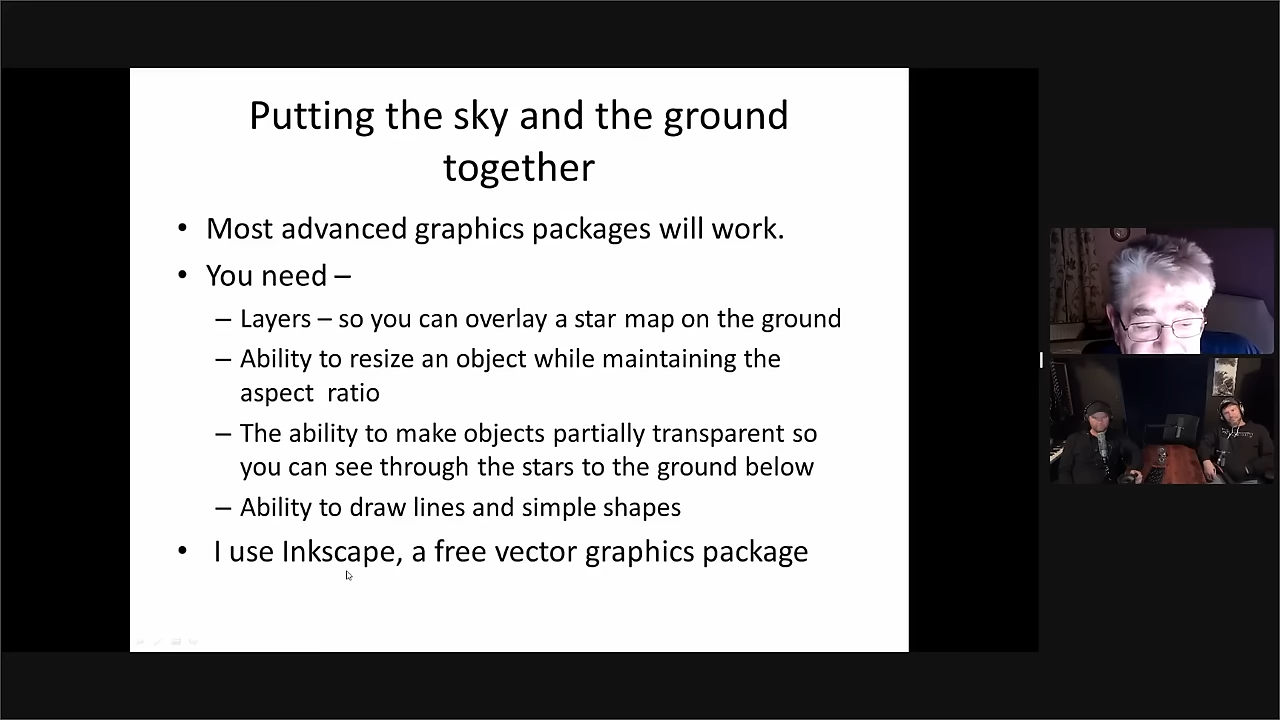 Putting the sky and the ground
together
• Most advanced graphics packages will work.
• You need –
– Layers – so you can overlay a star map on the ground
– Ability to resize an object while maintaining the
aspect ratio
– The ability to make objects partially transparent so
you can see through the stars to the ground below
– Ability to draw lines and simple shapes
• I use Inkscape, a free vector graphics package